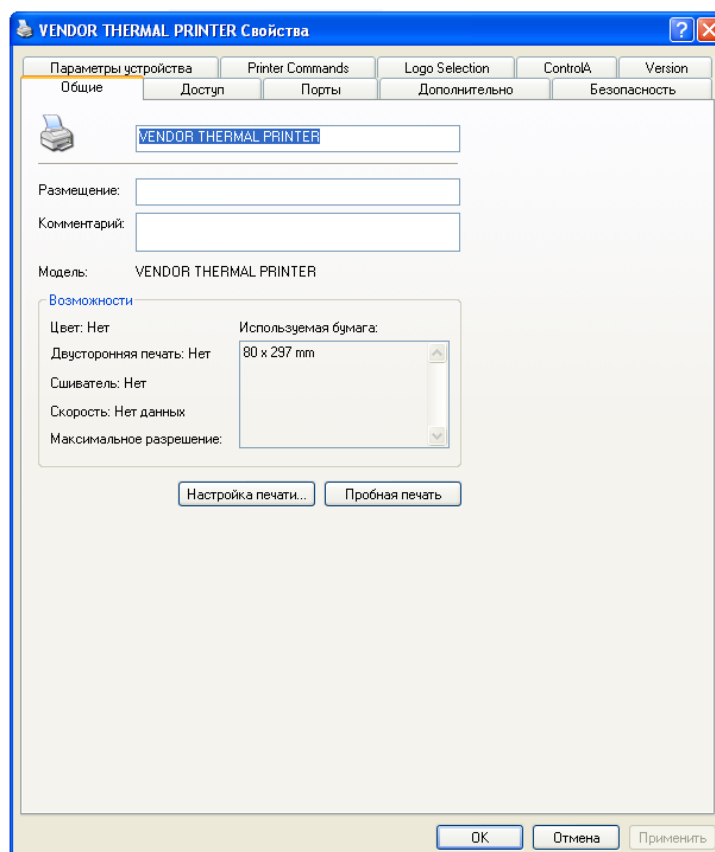 VENDOR THERMAL PRINTER Свойства
Параметры устройства Printer Commands Logo Selection ControlA Version
Общие Доступ Порты Дополнительно Безопасность
VENDOR THERMAL PRINTER
Размещение:
Комментарий:
Модель: VENDOR THERMAL PRINTER
Возможности
Цвет: Нет Используемая бумага:
Двусторонняя печать: Нет 80 x 297 mm
Сшиватель: Нет
Скорость: Нет данных
Максимальное разрешение:
Настройка печати... Пробная печать
OK Отмена Применить